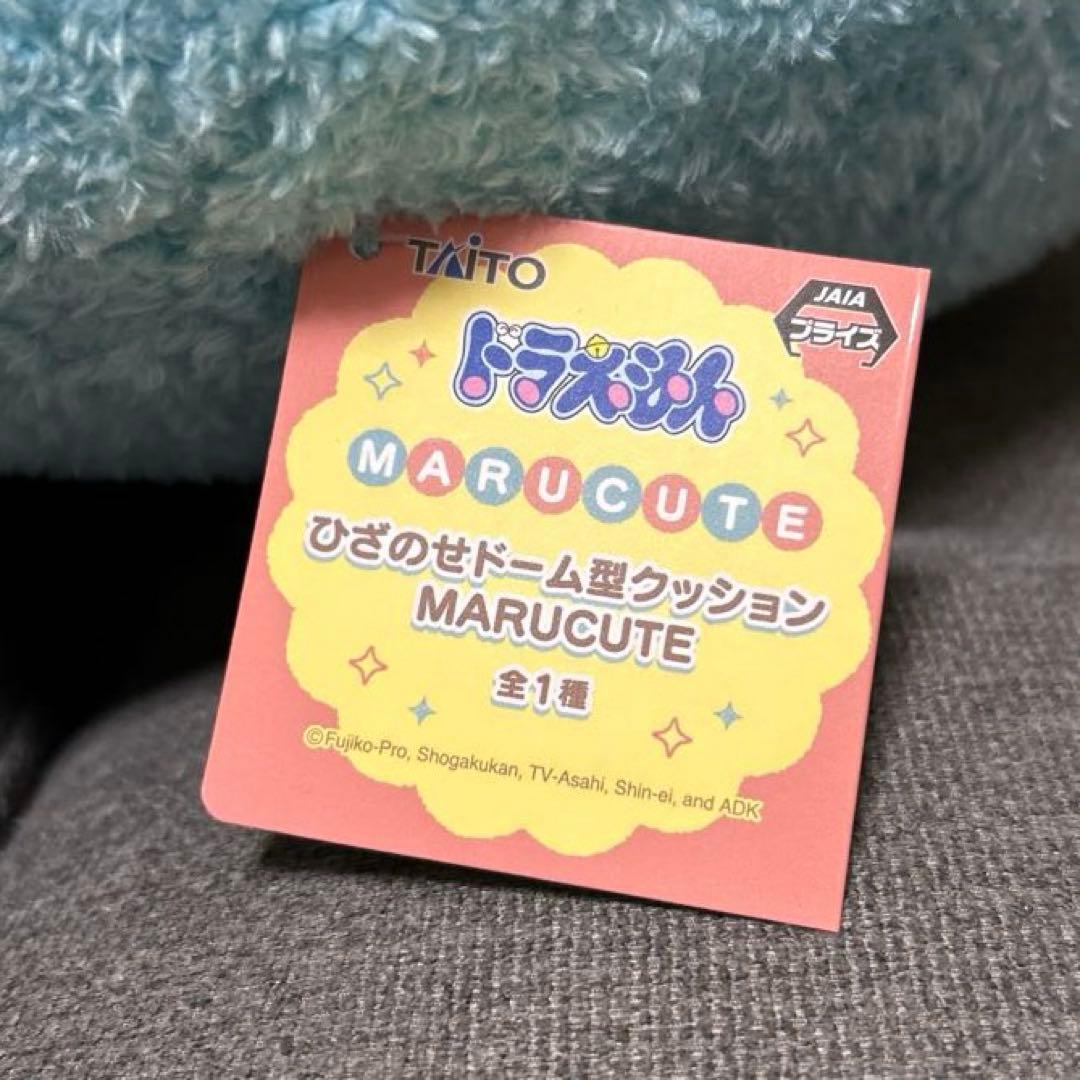 TAITO
JAIA
プライズ
ドラえもん
MARUCUTE
ひざのせドーム型クッション
MARUCUTE
全1種
©Fujiko-Pro, Shogakukan, TV-Asahi, Shin-ei, and ADK